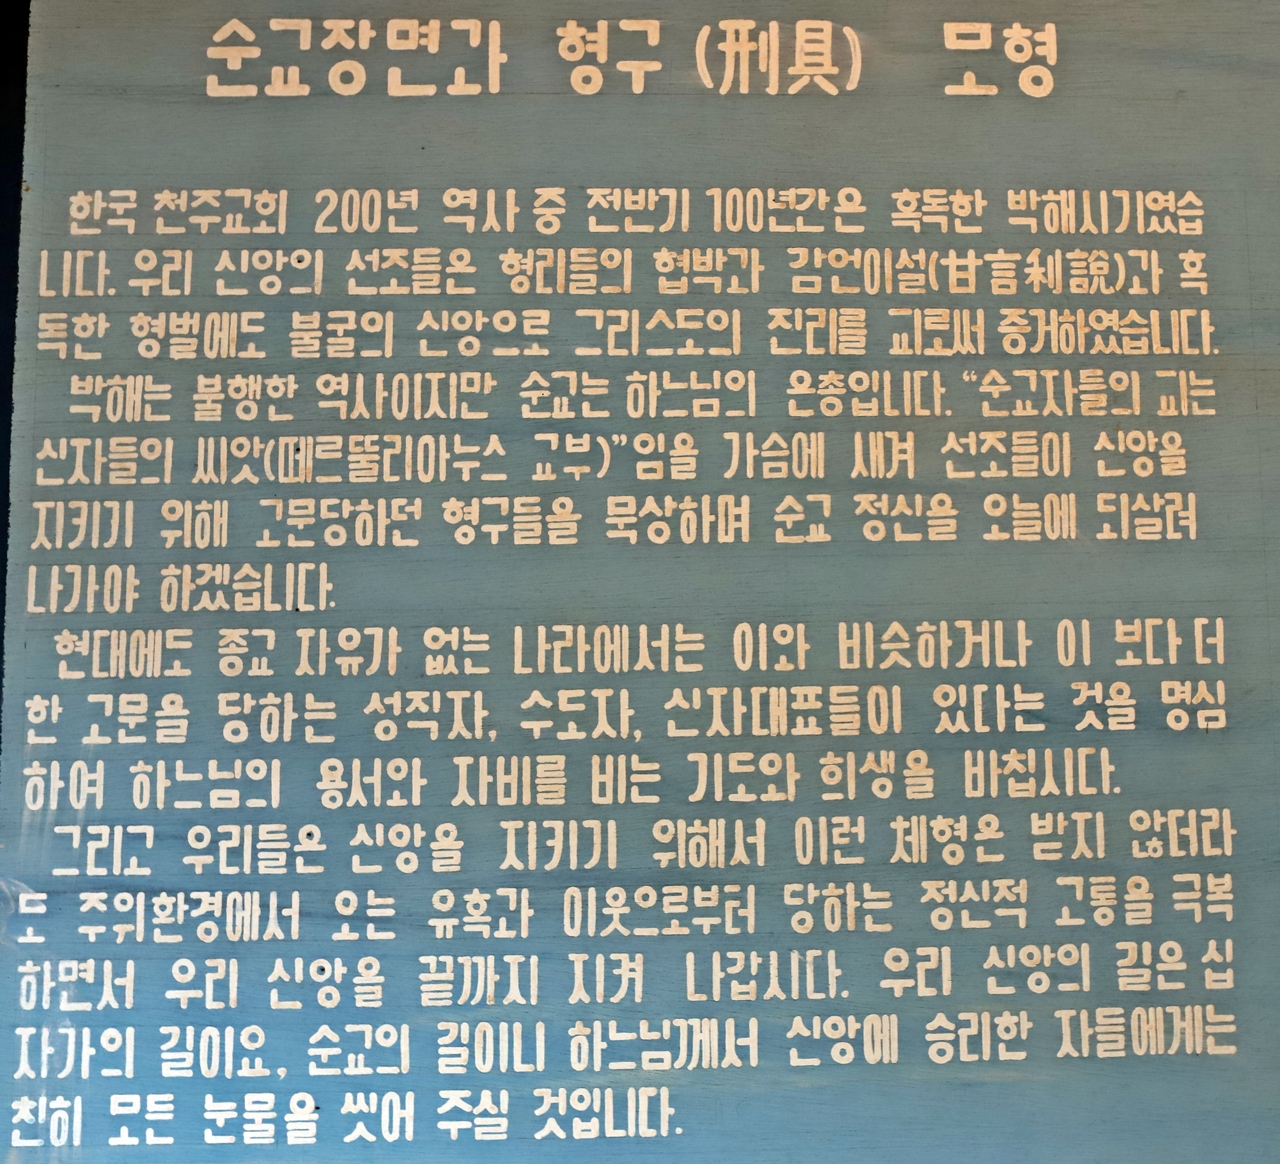 순교장면과 형구(刑具) 모형
한국 천주교회 200년 역사 중 전반기 100년간은 혹독한 박해시기였습
니다. 우리 신앙의 선조들은 형리들의 협박과 감언이설(甘言利說)과 혹
독한 형벌에도 불굴의 신앙으로 그리스도의 진리를 피로써 증거하였습니다.
박해는 불행한 역사이지만 순교는 하느님의 은총입니다. “순교자들의 피는
신자들의 씨앗(떼르뚤리아누스 교부)”임을 가슴에 새겨 선조들이 신앙을
지키기 위해 고문당하던 형구들을 묵상하며 순교 정신을 오늘에 되살려
나가야 하겠습니다.
현대에도 종교 자유가 없는 나라에서는 이와 비슷하거나 이 보다 더
한 고문을 당하는 성직자, 수도자, 신자대표들이 있다는 것을 명심
하여 하느님의 용서와 자비를 비는 기도와 희생을 바칩시다.
그리고 우리들은 신앙을 지키기 위해서 이런 체형은 받지 않더라
도 주위환경에서 오는 유혹과 이웃으로부터 당하는 정신적 고통을 극복
하면서 우리 신앙을 끝까지 지켜 나갑시다. 우리 신앙의 길은 십
자가의 길이요, 순교의 길이니 하느님께서 신앙에 승리한 자들에게는
친히 모든 눈물을 씻어 주실 것입니다.